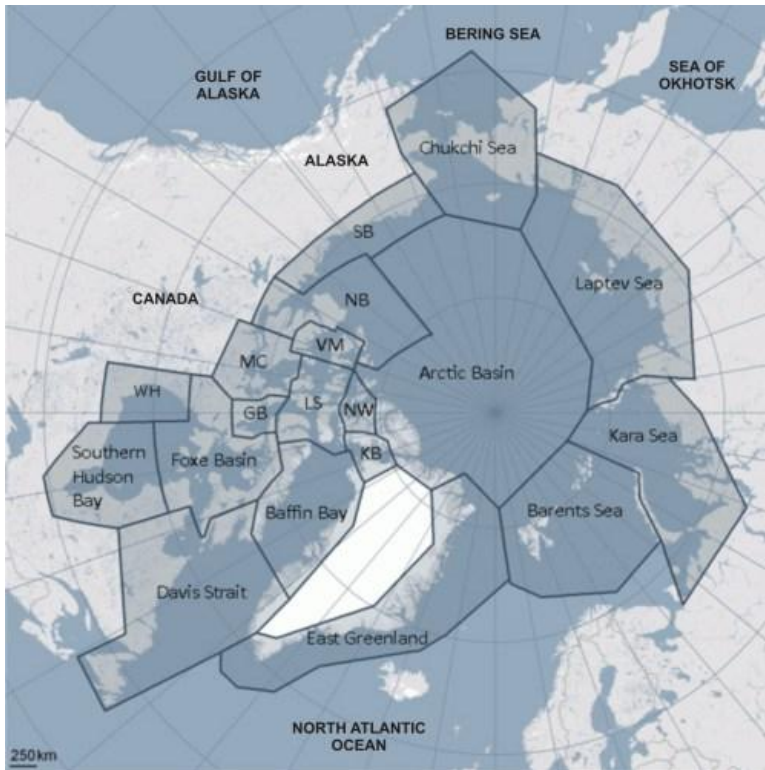 BERING SEA
GULF OF
ALASKA
SEA OF
OKHOTSK
ALASKA
Chukchi Sea
SB
Laptev Sea
CANADA
NB
VM
MC
Arctic Basin
WH
GB
LS
NW
Kara Sea
Southern
Hudson
Bay
Foxe Basin
KB
Baffin Bay
Barents Sea
Davis Strait
East Greenland
NORTH ATLANTIC
OCEAN
250km